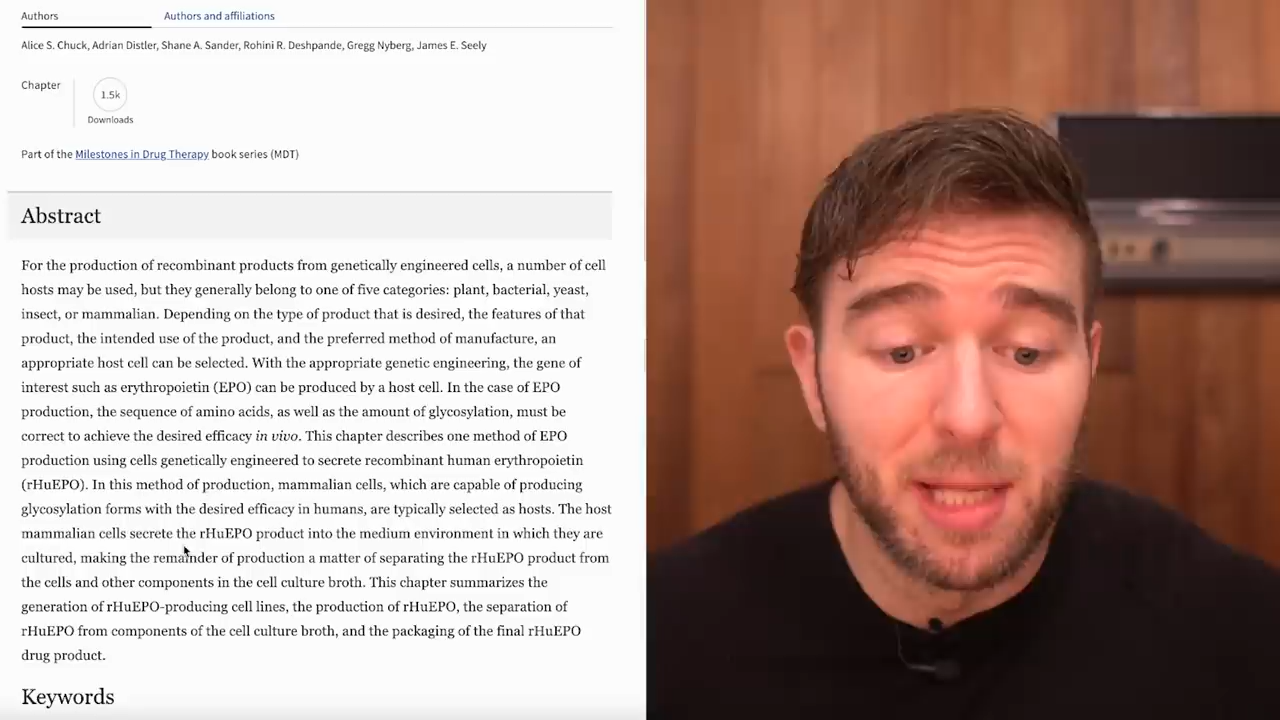 Authors
Authors and affiliations
Alice S. Chuck, Adrian Distler, Shane A. Sander, Rohini R. Deshpande, Gregg Nyberg, James E. Seely
Chapter
1.5k
Downloads
Part of the Milestones in Drug Therapy book series (MDT)
Abstract
For the production of recombinant products from genetically engineered cells, a number of cell
hosts may be used, but they generally belong to one of five categories: plant, bacterial, yeast,
insect, or mammalian. Depending on the type of product that is desired, the features of that
product, the intended use of the product, and the preferred method of manufacture, an
appropriate host cell can be selected. With the appropriate genetic engineering, the gene of
interest such as erythropoietin (EPO) can be produced by a host cell. In the case of EPO
production, the sequence of amino acids, as well as the amount of glycosylation, must be
correct to achieve the desired efficacy in vivo. This chapter describes one method of EPO
production using cells genetically engineered to secrete recombinant human erythropoietin
(rHuEPO). In this method of production, mammalian cells, which are capable of producing
glycosylation forms with the desired efficacy in humans, are typically selected as hosts. The host
mammalian cells secrete the rHuEPO product into the medium environment in which they are
cultured, making the remainder of production a matter of separating the rHuEPO product from
the cells and other components in the cell culture broth. This chapter summarizes the
generation of rHuEPO-producing cell lines, the production of rHuEPO, the separation of
rHuEPO from components of the cell culture broth, and the packaging of the final rHuEPO
drug product.
Keywords